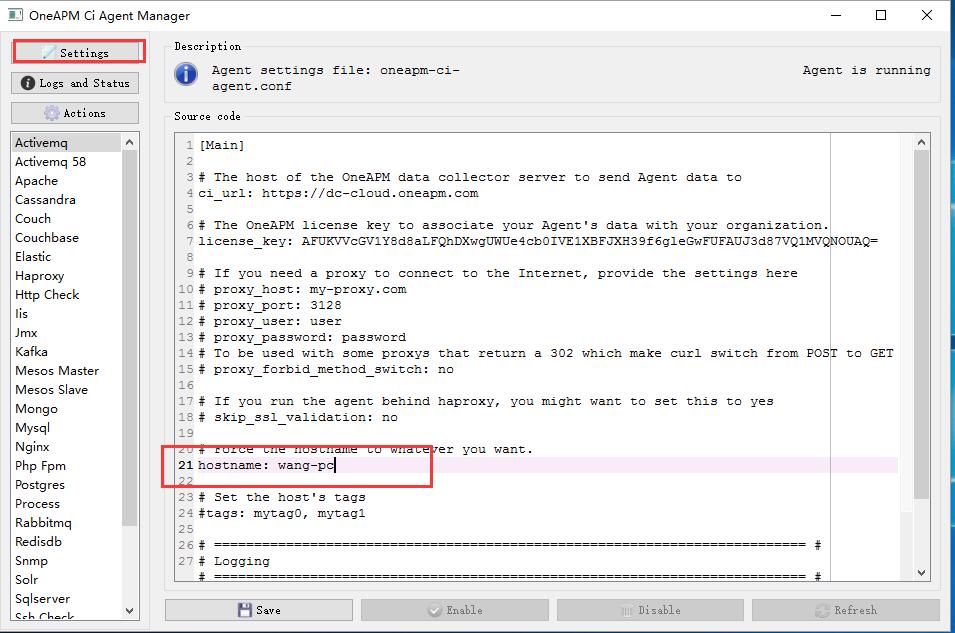 OneAPM Ci Agent Manager
Settings
Logs and Status
Actions
Activemq
Activemq 58
Apache
Cassandra
Couch
Couchbase
Elastic
Haproxy
Http Check
Iis
Jmx
Kafka
Mesos Master
Mesos Slave
Mongo
Mysql
Nginx
Php Fpm
Postgres
Process
Rabbitmq
Redisdb
Snmp
Solr
Sqlserver
Ssh Check
Description
Agent settings file: oneapm-ci-
agent.conf
Agent is running
Source code
1 [Main]
2
3 # The host of the OneAPM data collector server to send Agent data to
4 ci_url: https://dc-cloud.oneapm.com
5
6 # The OneAPM license key to associate your Agent's data with your organization.
7 license_key: AFUKVVcGV1Y8d8aLFQhDXwgUWUe4cb0IVE1XBFJXH39f6gleGwFUFAUJ3d87VQ1MVQNOUAQ=
8
9 # If you need a proxy to connect to the Internet, provide the settings here
10 # proxy_host: my-proxy.com
11 # proxy_port: 3128
12 # proxy_user: user
13 # proxy_password: password
14 # To be used with some proxys that return a 302 which make curl switch from POST to GET
15 # proxy_forbid_method_switch: no
16
17 # If you run the agent behind haproxy, you might want to set this to yes
18 # skip_ssl_validation: no
19
20 # Force the hostname to whatever you want.
21 hostname: wang-pc
22
23 # Set the host's tags
24 #tags: mytag0, mytag1
25
26 # ========================================================================== #
27 # Logging
# ========================================================================== #
Save
Enable
Disable
Refresh